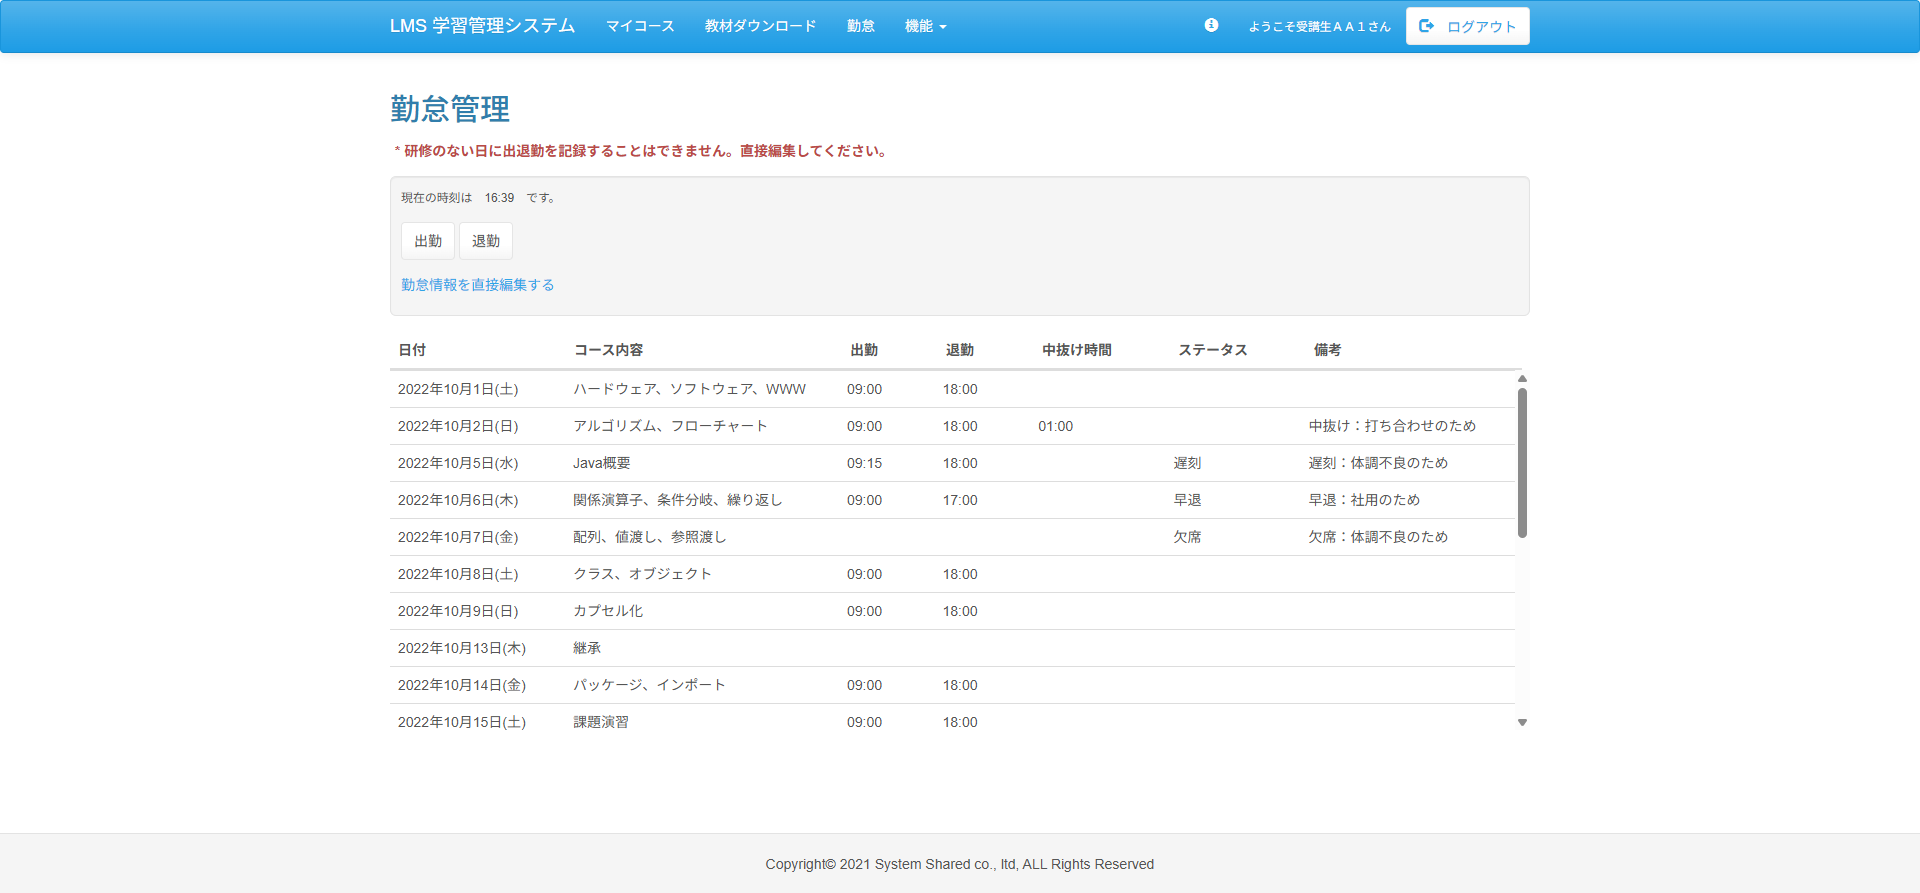 LMS 学習管理システム マイコース 教材ダウンロード 勤怠 機能 ようこそ受講生ＡＡ１さん ログアウト
勤怠管理
* 研修のない日に出退勤を記録することはできません。直接編集してください。
現在の時刻は 16:39 です。
出勤 退勤
勤怠情報を直接編集する
日付 コース内容 出勤 退勤 中抜け時間 ステータス 備考
2022年10月1日(土) ハードウェア、ソフトウェア、WWW 09:00 18:00
2022年10月2日(日) アルゴリズム、フローチャート 09:00 18:00 01:00 中抜け：打ち合わせのため
2022年10月5日(水) Java概要 09:15 18:00 遅刻 遅刻：体調不良のため
2022年10月6日(木) 関係演算子、条件分岐、繰り返し 09:00 17:00 早退 早退：社用のため
2022年10月7日(金) 配列、値渡し、参照渡し 欠席 欠席：体調不良のため
2022年10月8日(土) クラス、オブジェクト 09:00 18:00
2022年10月9日(日) カプセル化 09:00 18:00
2022年10月13日(木) 継承
2022年10月14日(金) パッケージ、インポート 09:00 18:00
2022年10月15日(土) 課題演習 09:00 18:00
Copyright© 2021 System Shared co., ltd, ALL Rights Reserved